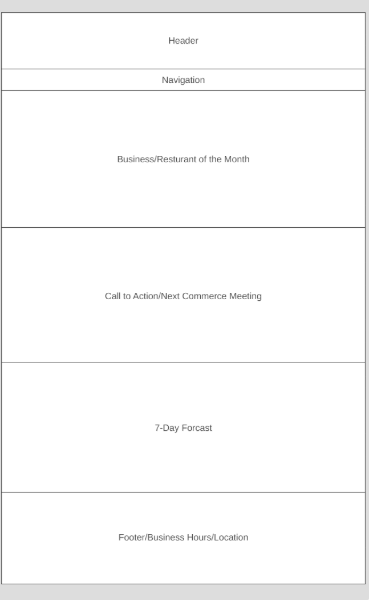 Header
Navigation
Business/Resturant of the Month
Call to Action/Next Commerce Meeting
7-Day Forcast
Footer/Business Hours/Location